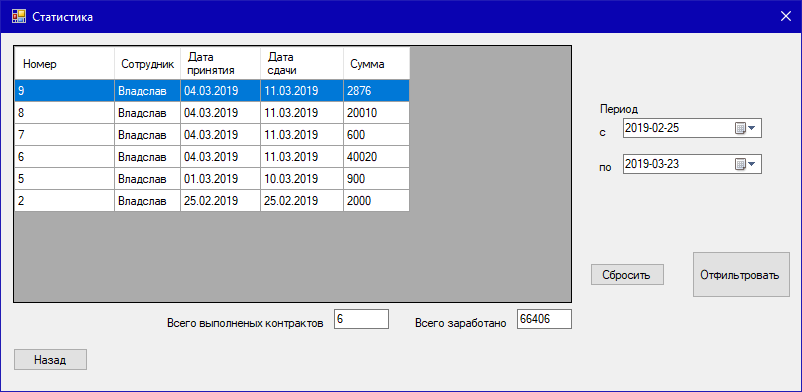 Статистика
Номер Сотрудник Дата принятия Дата сдачи Сумма
9 Владслав 04.03.2019 11.03.2019 2876
8 Владслав 04.03.2019 11.03.2019 20010
7 Владслав 04.03.2019 11.03.2019 600
6 Владслав 04.03.2019 11.03.2019 40020
5 Владслав 01.03.2019 10.03.2019 900
2 Владслав 25.02.2019 25.02.2019 2000
Период
с 2019-02-25
по 2019-03-23
Сбросить Отфильтровать
Всего выполненых контрактов 6 Всего заработано 66406
Назад